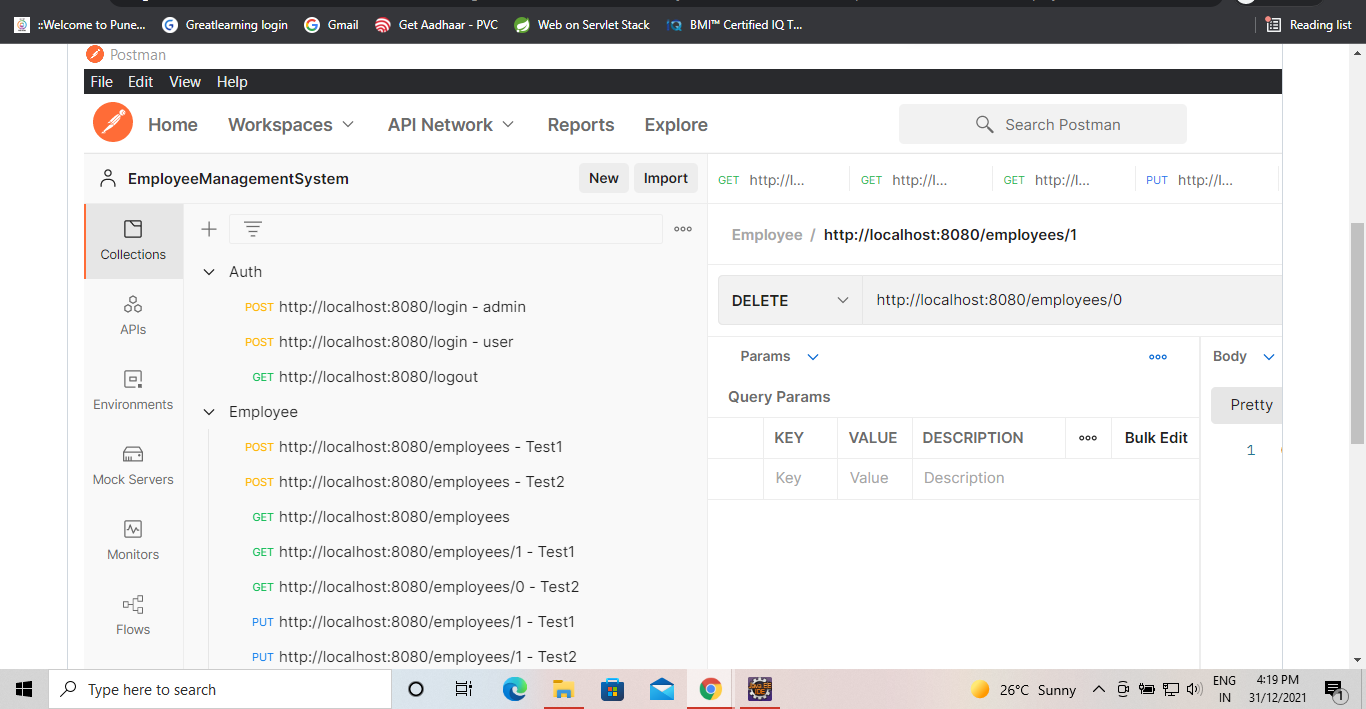 ::Welcome to Pune... Greatlearning login Gmail Get Aadhaar - PVC Web on Servlet Stack BMI™ Certified IQ T... Reading list
Postman
File Edit View Help
Home Workspaces API Network Reports Explore Search Postman
EmployeeManagementSystem New Import
GET http://l... GET http://l... GET http://l... PUT http://l...
Collections
APIs
Environments
Mock Servers
Monitors
Flows
Auth
POST http://localhost:8080/login - admin
POST http://localhost:8080/login - user
GET http://localhost:8080/logout
Employee
POST http://localhost:8080/employees - Test1
POST http://localhost:8080/employees - Test2
GET http://localhost:8080/employees
GET http://localhost:8080/employees/1 - Test1
GET http://localhost:8080/employees/0 - Test2
PUT http://localhost:8080/employees/1 - Test1
PUT http://localhost:8080/employees/1 - Test2
Employee / http://localhost:8080/employees/1
DELETE http://localhost:8080/employees/0
Params Body
Query Params Pretty
KEY VALUE DESCRIPTION Bulk Edit 1
Key Value Description
Type here to search 26°C Sunny ENG IN 4:19 PM 31/12/2021 1